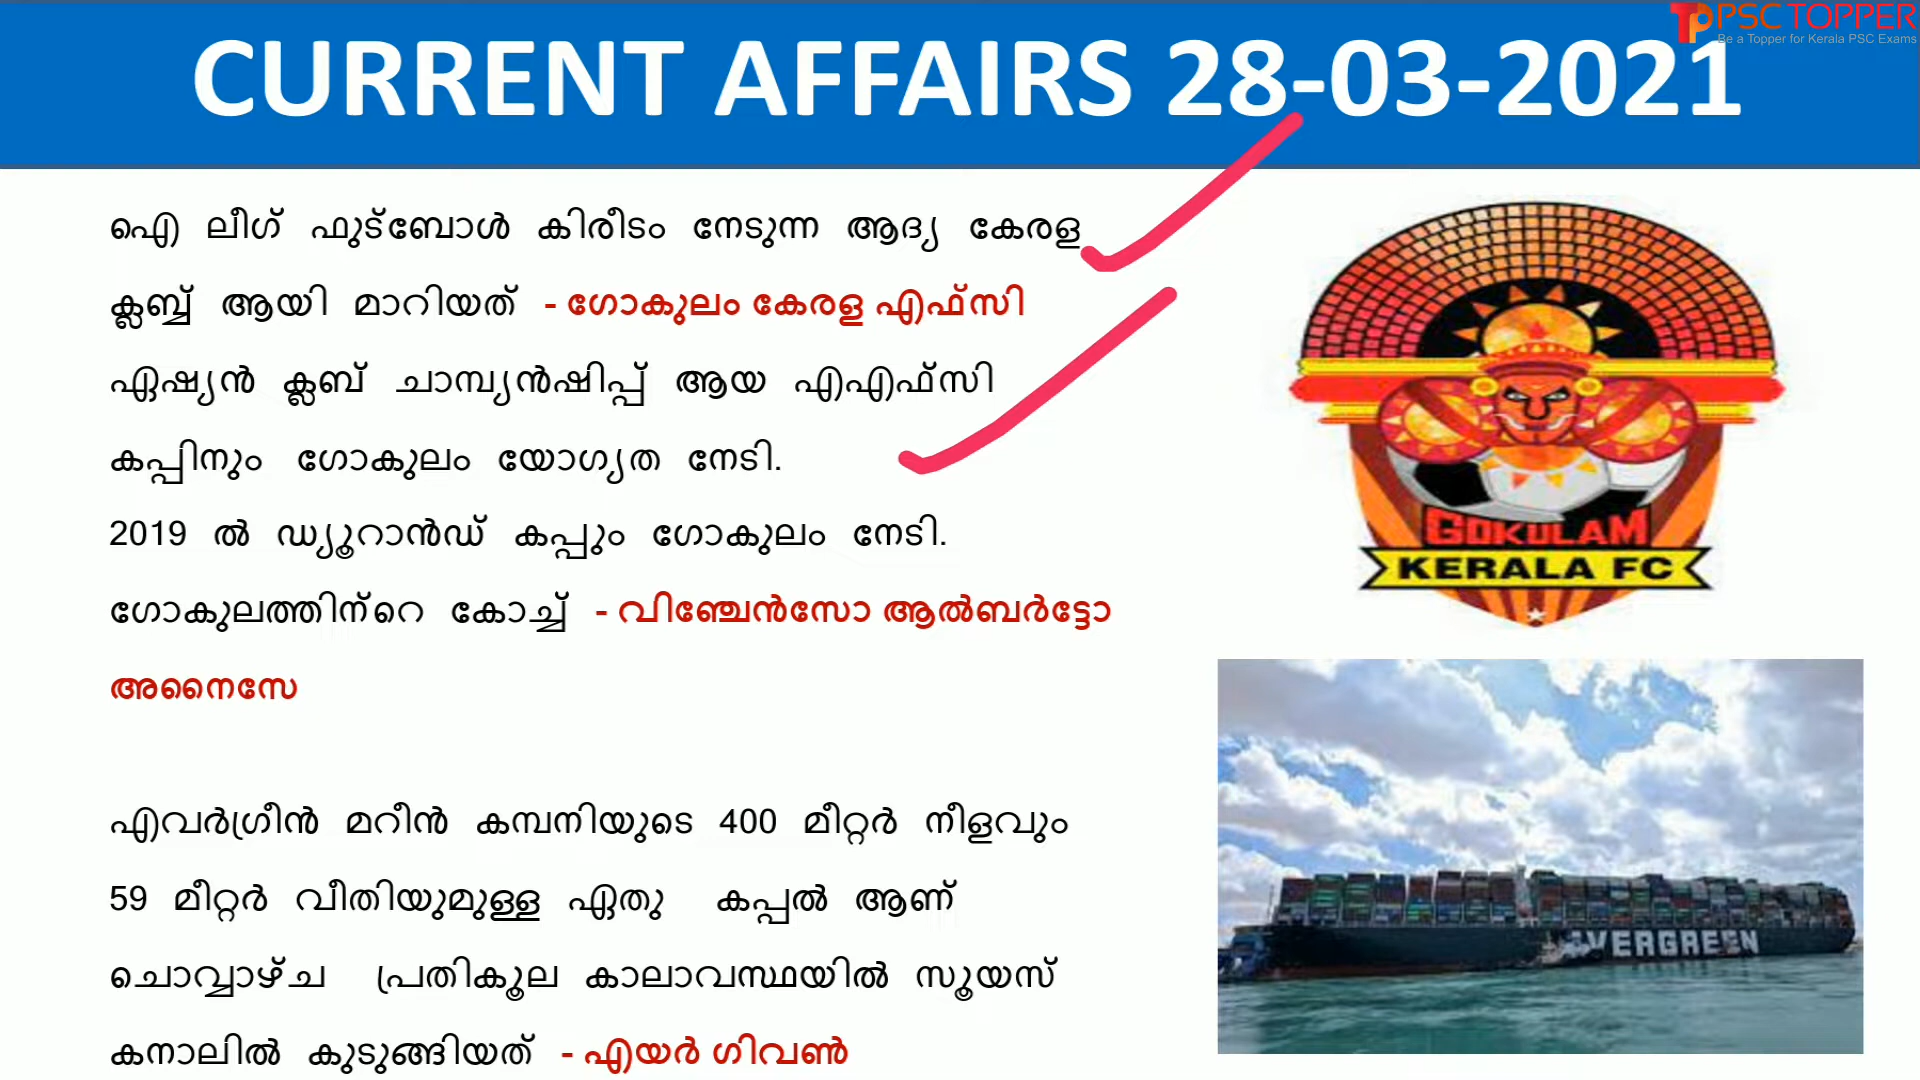 PSC TOPPER
Be a Topper for Kerala PSC Exams
CURRENT AFFAIRS 28-03-2021
ഐ ലീഗ് ഫുട്ബോൾ കിരീടം നേടുന്ന ആദ്യ കേരള
ക്ലബ്ബ് ആയി മാറിയത് - ഗോകുലം കേരള എഫ്സി
ഏഷ്യൻ ക്ലബ് ചാമ്പ്യൻഷിപ്പ് ആയ എഎഫ്സി
കപ്പിനും ഗോകുലം യോഗ്യത നേടി.
2019 ൽ ഡ്യൂറാൻഡ് കപ്പും ഗോകുലം നേടി.
ഗോകുലത്തിന്റെ കോച്ച് - വിഞ്ചേൻസോ ആൽബർട്ടോ
അനൈസേ
GOKULAM
KERALA FC
എവർഗ്രീൻ മറീൻ കമ്പനിയുടെ 400 മീറ്റർ നീളവും
59 മീറ്റർ വീതിയുമുള്ള ഏതു കപ്പൽ ആണ്
ചൊവ്വാഴ്ച പ്രതികൂല കാലാവസ്ഥയിൽ സൂയസ്
കനാലിൽ കുടുങ്ങിയത് - എയർ ഗിവൺ
EVERGREEN